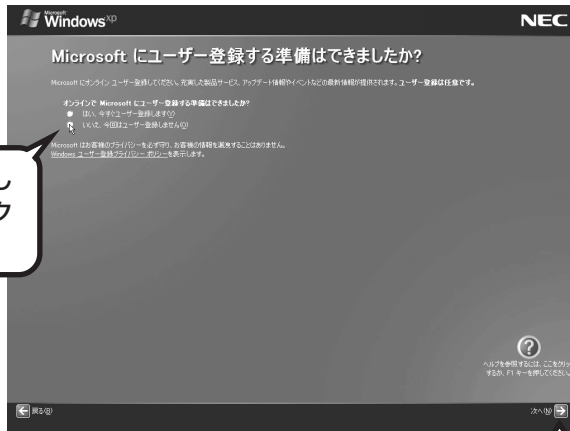 Microsoft
Windows xp
NEC
Microsoft にユーザー登録する準備はできましたか?
Microsoft にオンライン ユーザー登録してください。充実した製品サービス、アップデート情報やイベントなどの最新情報が提供されます。ユーザー登録は任意です。
オンラインで Microsoft にユーザー登録する準備はできましたか?
はい、今すぐユーザー登録します(Y)
いいえ、今回はユーザー登録しません(O)
Microsoft はお客様のプライバシーを必ず守り、お客様の情報を漏洩することはありません。
Windows ユーザー登録プライバシー ポリシーを表示します。
し
ク
ヘルプを参照するには、ここをクリッ
するか、F1 キーを押してください。
戻る(B)
次へ(N)